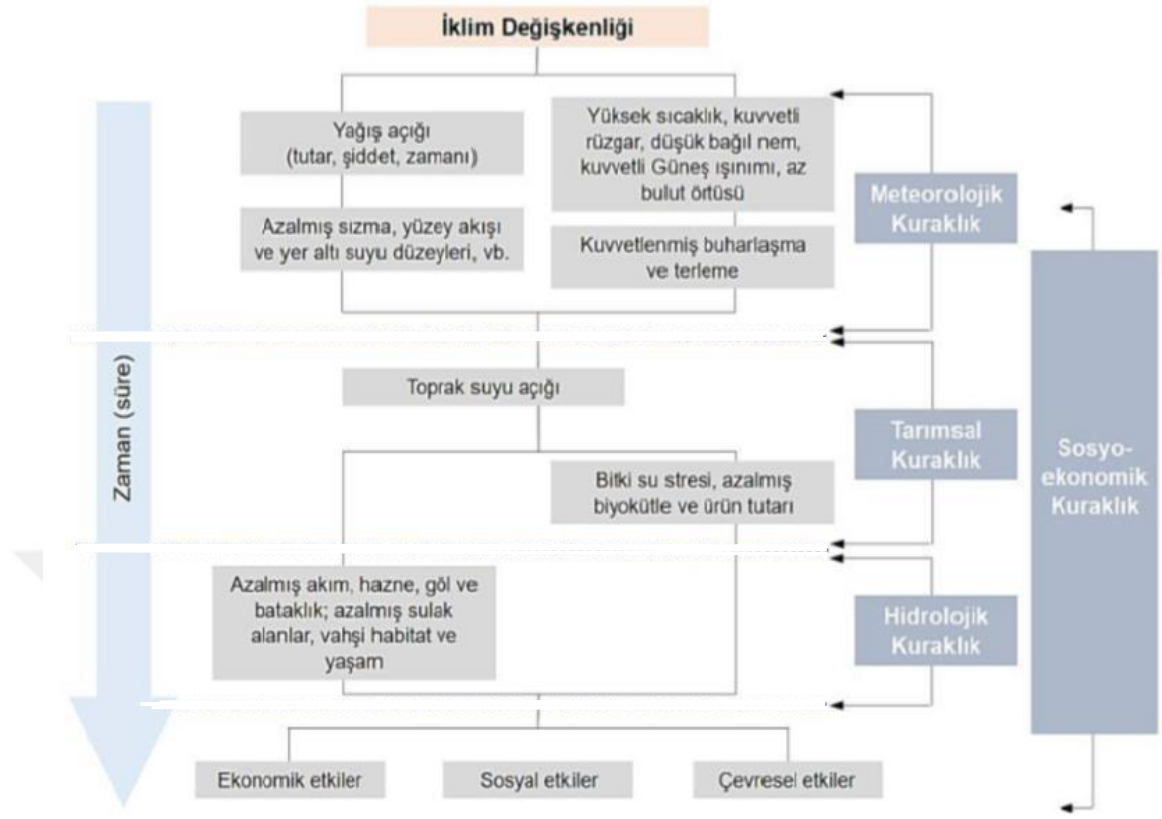 İklim Değişkenliği
Yağış açığı
(tutar, şiddet, zamanı)
Yüksek sıcaklık, kuvvetli
rüzgar, düşük bağıl nem,
kuvvetli Güneş ışınımı, az
bulut örtüsü
Azalmış sızma, yüzey akışı
ve yer altı suyu düzeyleri, vb.
Kuvvetlenmiş buharlaşma
ve terleme
Meteorolojik
Kuraklık
Zaman (süre)
Toprak suyu açığı
Bitki su stresi, azalmış
biyokütle ve ürün tutarı
Tarımsal
Kuraklık
Sosyo-
ekonomik
Kuraklık
Azalmış akım, hazne, göl ve
bataklık; azalmış sulak
alanlar, vahşi habitat ve
yaşam
Hidrolojik
Kuraklık
Ekonomik etkiler
Sosyal etkiler
Çevresel etkiler